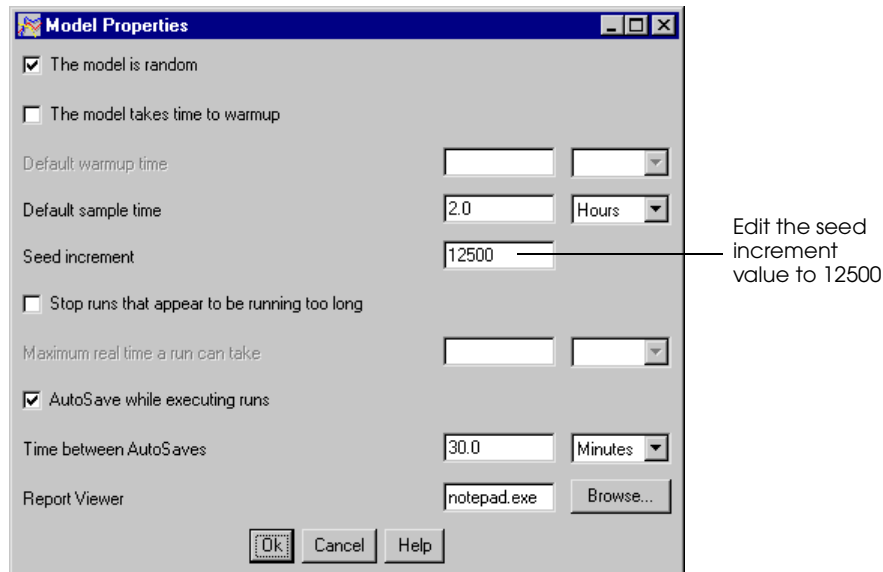 Model Properties
The model is random
The model takes time to warmup
Default warmup time
Default sample time 2.0 Hours
Seed increment 12500
Edit the seed
increment
value to 12500
Stop runs that appear to be running too long
Maximum real time a run can take
AutoSave while executing runs
Time between AutoSaves 30.0 Minutes
Report Viewer notepad.exe Browse...
Ok Cancel Help